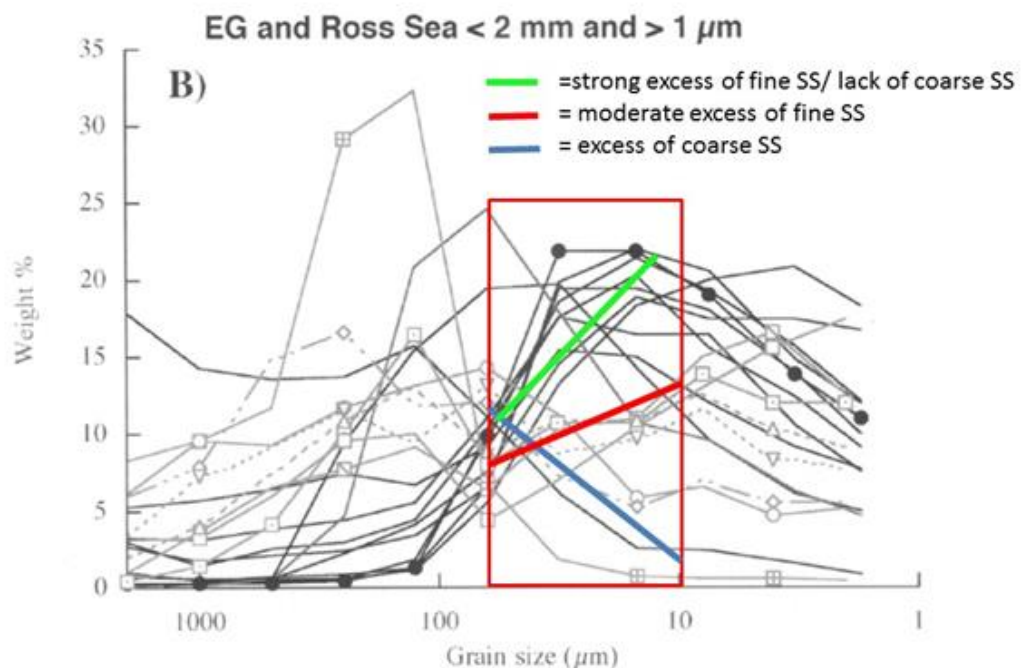 EG and Ross Sea < 2 mm and > 1 µm
35
B)
=strong excess of fine SS/ lack of coarse SS
= moderate excess of fine SS
= excess of coarse SS
30
25
20
15
10
5
0
Weight %
1000 100 10 1
Grain size (µm)